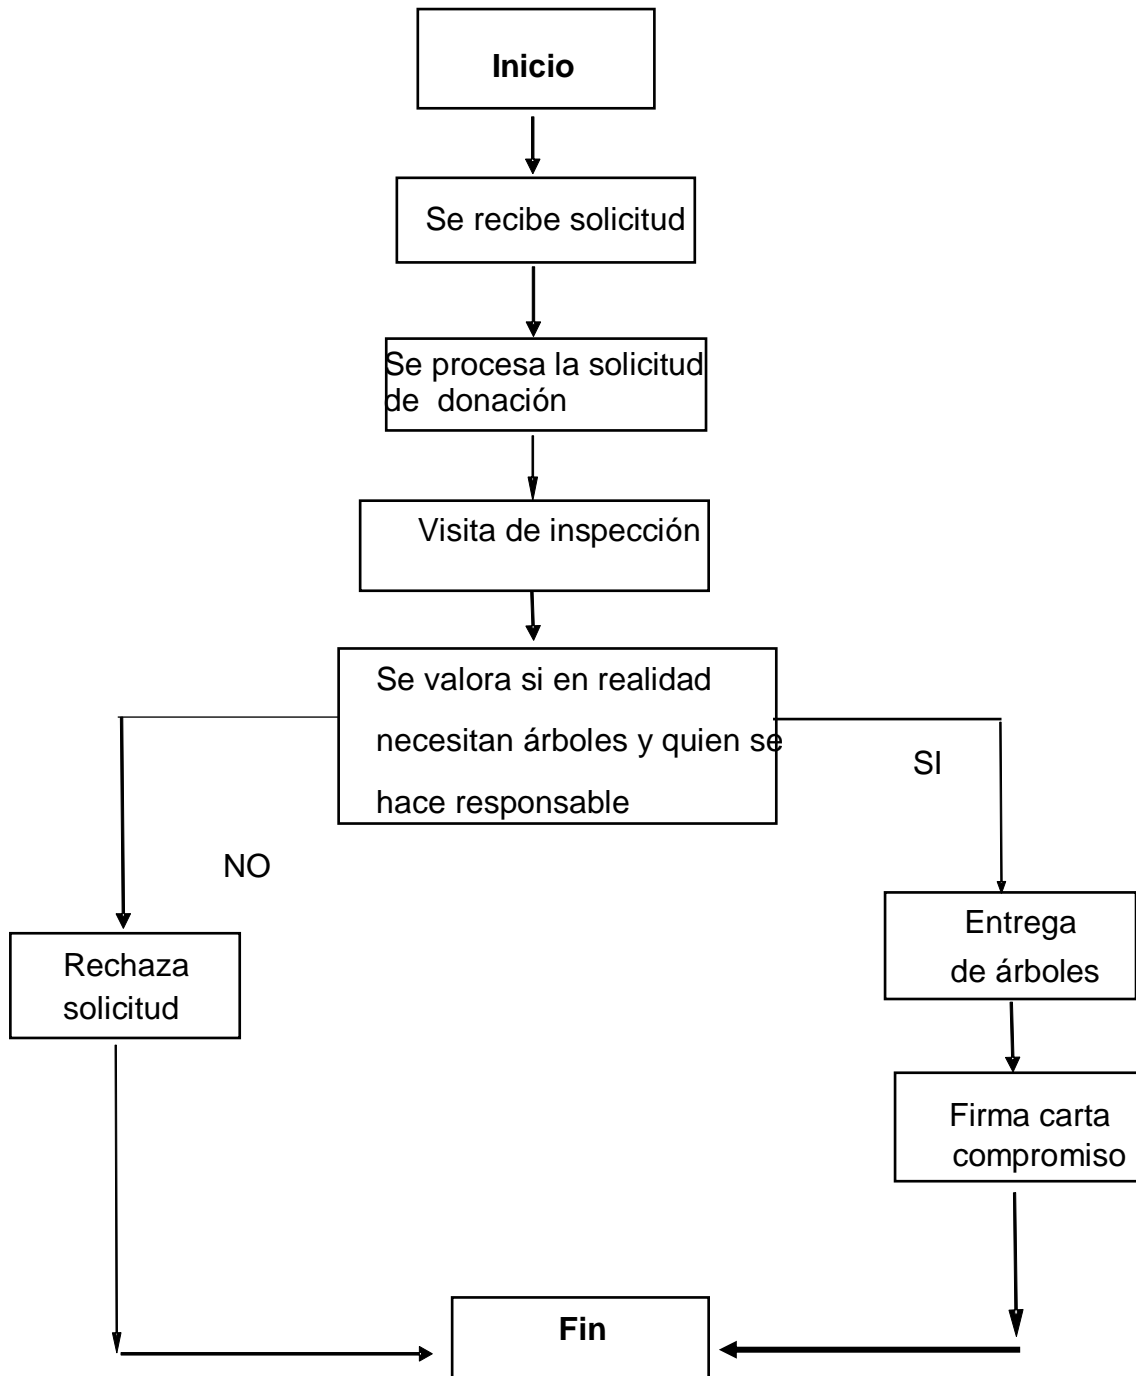 Inicio
Se recibe solicitud
Se procesa la solicitud
de donación
Visita de inspección
Se valora si en realidad
necesitan árboles y quien se
hace responsable
SI
NO
Entrega
de árboles
Rechaza
solicitud
Firma carta
compromiso
Fin